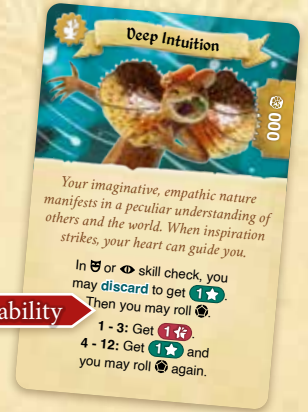 Deep Intuition
000
Your imaginative, empathic nature
manifests in a peculiar understanding of
others and the world. When inspiration
strikes, your heart can guide you.
In or skill check, you
may discard to get 1.
Then you may roll.
ability
1 - 3: Get 1.
4 - 12: Get 1 and
you may roll again.